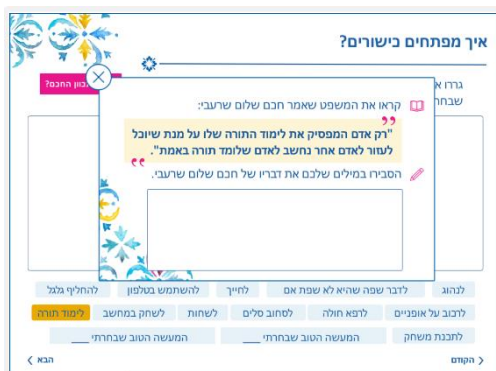 איך מפתחים כישורים?
גררו א
שבחר
כוון החכם?
קראו את המשפט שאמר חכם שלום שרעבי:
"רק אדם המפסיק את לימוד התורה שלו על מנת שיוכל
לעזור לאדם אחר נחשב לאדם שלומד תורה באמת".
הסבירו במילים שלכם את דבריו של חכם שלום שרעבי.
לנהוג לדבר שפה שהיא לא שפת אם לחייך להשתמש בטלפון להחליף גלגל
לרכוב על אופניים לרפא חולה לסחוב סלים לשחות לשחק במחשב לימוד תורה
לתכנת משחק המעשה הטוב שבחרתי ___ המעשה הטוב שבחרתי ___
הקודם הבא